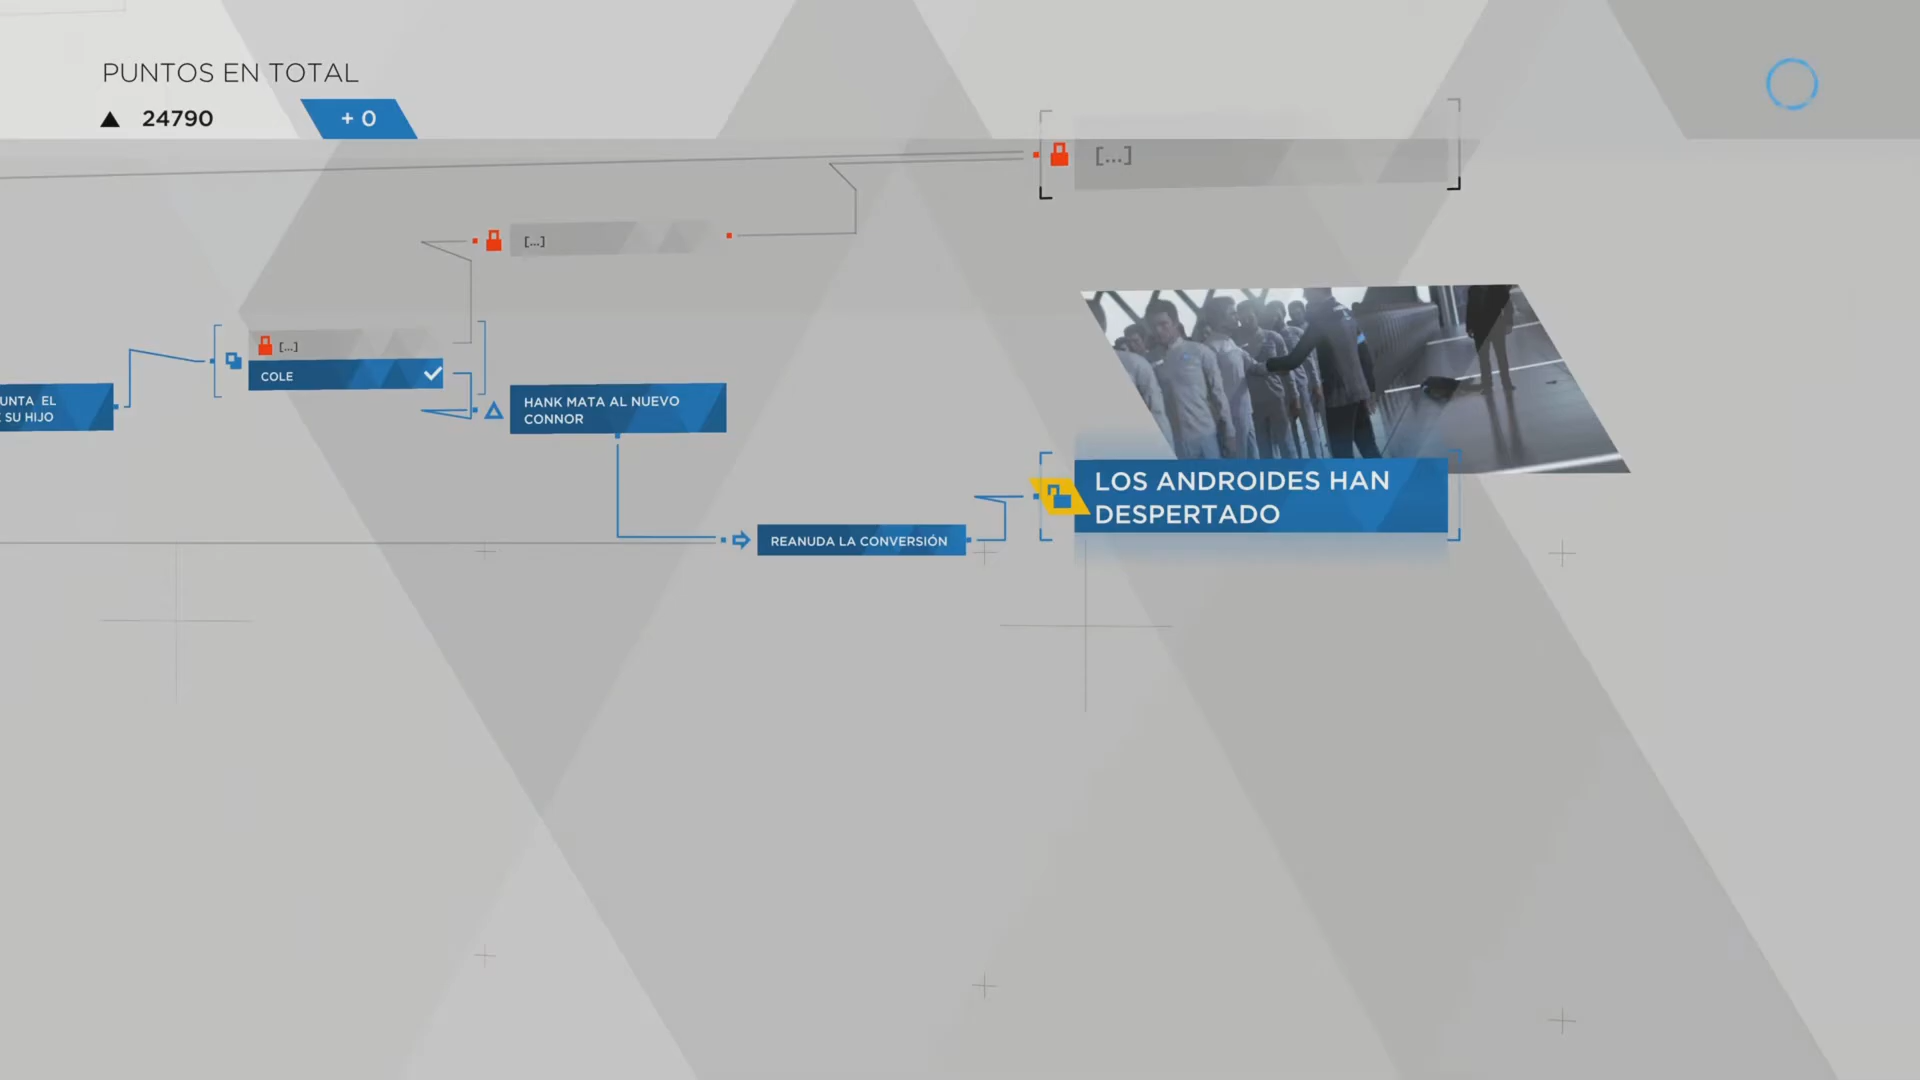 PUNTOS EN TOTAL
24790
+ 0
[...]
[...]
[...]
COLE
UNTA EL
SU HIJO
HANK MATA AL NUEVO
CONNOR
LOS ANDROIDES HAN
DESPERTADO
REANUDA LA CONVERSIÓN